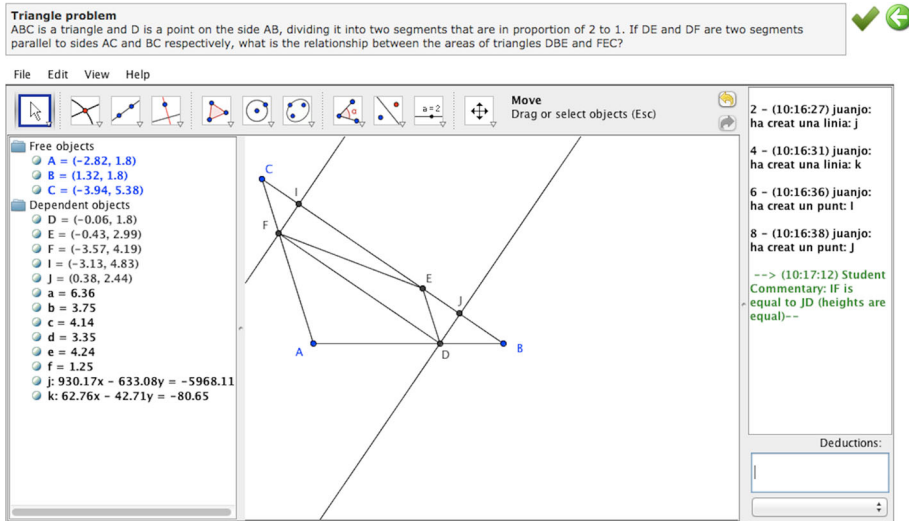 Triangle problem
ABC is a triangle and D is a point on the side AB, dividing it into two segments that are in proportion of 2 to 1. If DE and DF are two segments
parallel to sides AC and BC respectively, what is the relationship between the areas of triangles DBE and FEC?
File Edit View Help
a=2
Move
Drag or select objects (Esc)
Free objects
A = (-2.82, 1.8)
B = (1.32, 1.8)
C = (-3.94, 5.38)
Dependent objects
D = (-0.06, 1.8)
E = (-0.43, 2.99)
F = (-3.57, 4.19)
I = (-3.13, 4.83)
J = (0.38, 2.44)
a = 6.36
b = 3.75
c = 4.14
d = 3.35
e = 4.24
f = 1.25
j: 930.17x - 633.08y = -5968.11
k: 62.76x - 42.71y = -80.65
C
I
F
E
J
A
D
B
2 - (10:16:27) juanjo:
ha creat una linia: j
4 - (10:16:31) juanjo:
ha creat una linia: k
6 - (10:16:36) juanjo:
ha creat un punt: I
8 - (10:16:38) juanjo:
ha creat un punt: J
--> (10:17:12) Student
Commentary: IF is
equal to JD (heights are
equal)--
Deductions: